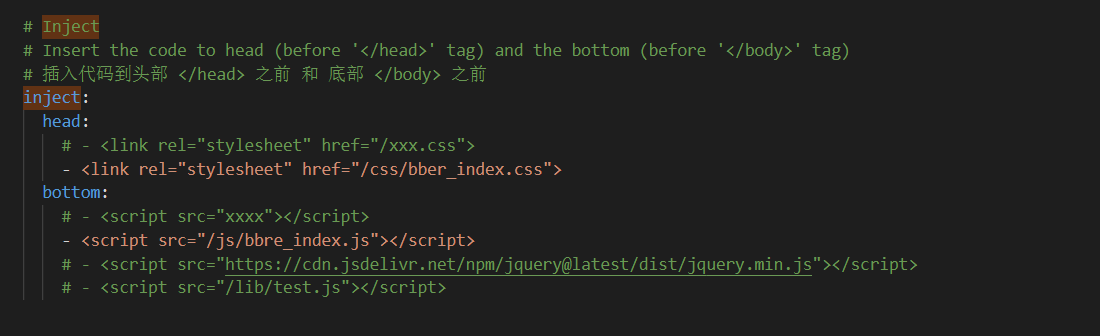 # Inject
# Insert the code to head (before '</head>' tag) and the bottom (before '</body>' tag)
# 插入代码到头部 </head> 之前 和 底部 </body> 之前
inject:
  head:
    # - <link rel="stylesheet" href="/xxx.css">
    - <link rel="stylesheet" href="/css/bber_index.css">
  bottom:
    # - <script src="xxxx"></script>
    - <script src="/js/bbre_index.js"></script>
    # - <script src="https://cdn.jsdelivr.net/npm/jquery@latest/dist/jquery.min.js"></script>
    # - <script src="/lib/test.js"></script>